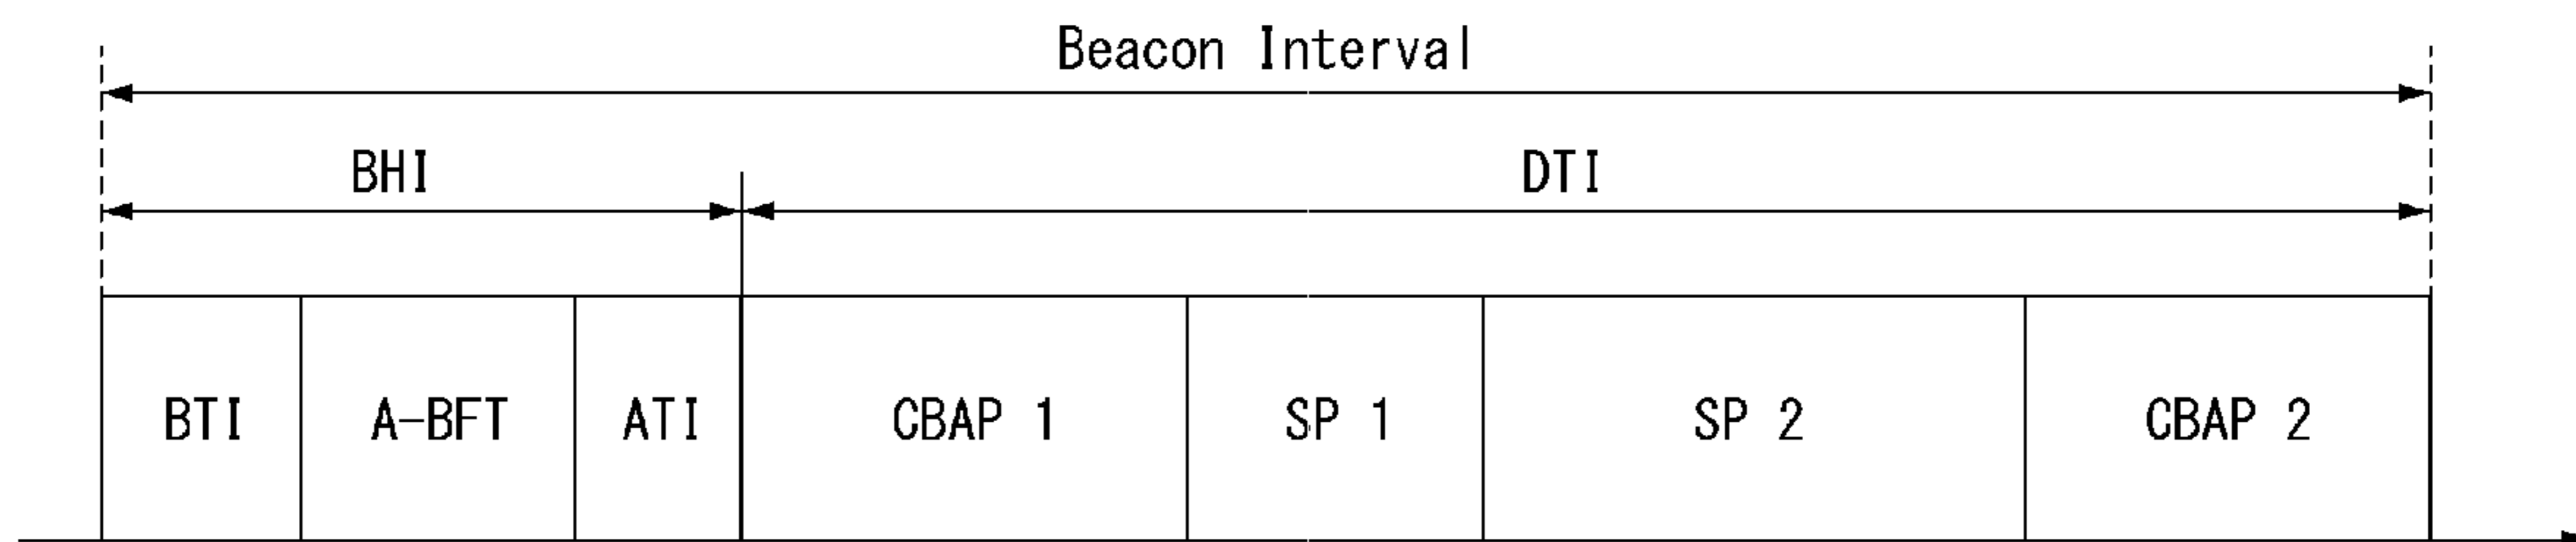 Beacon Interval
BHI DTI
BTI A-BFT ATI CBAP 1 SP 1 SP 2 CBAP 2